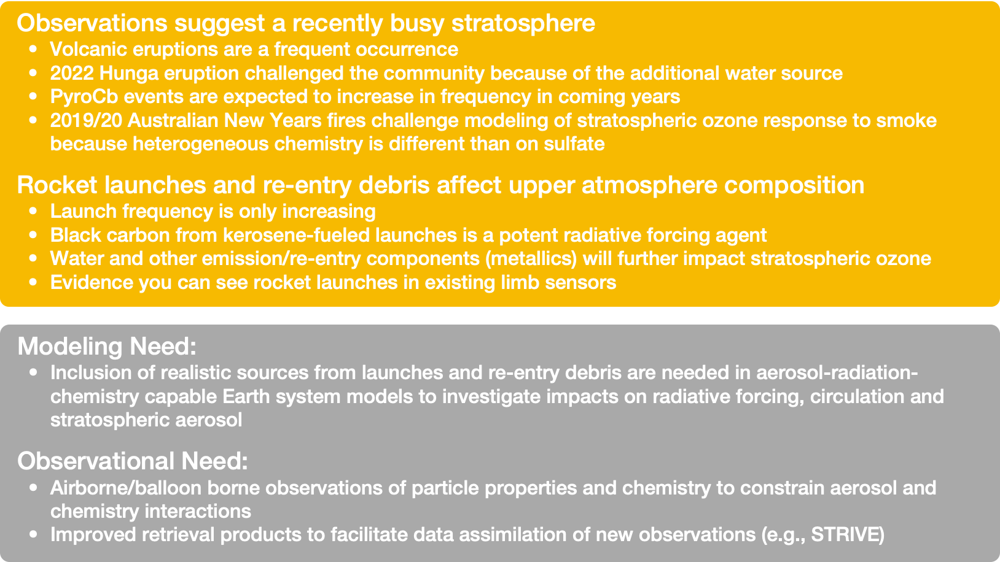 Observations suggest a recently busy stratosphere
• Volcanic eruptions are a frequent occurrence
• 2022 Hunga eruption challenged the community because of the additional water source
• PyroCb events are expected to increase in frequency in coming years
• 2019/20 Australian New Years fires challenge modeling of stratospheric ozone response to smoke
because heterogeneous chemistry is different than on sulfate
Rocket launches and re-entry debris affect upper atmosphere composition
• Launch frequency is only increasing
• Black carbon from kerosene-fueled launches is a potent radiative forcing agent
• Water and other emission/re-entry components (metallics) will further impact stratospheric ozone
• Evidence you can see rocket launches in existing limb sensors
Modeling Need:
• Inclusion of realistic sources from launches and re-entry debris are needed in aerosol-radiation-
chemistry capable Earth system models to investigate impacts on radiative forcing, circulation and
stratospheric aerosol
Observational Need:
• Airborne/balloon borne observations of particle properties and chemistry to constrain aerosol and
chemistry interactions
• Improved retrieval products to facilitate data assimilation of new observations (e.g., STRIVE)